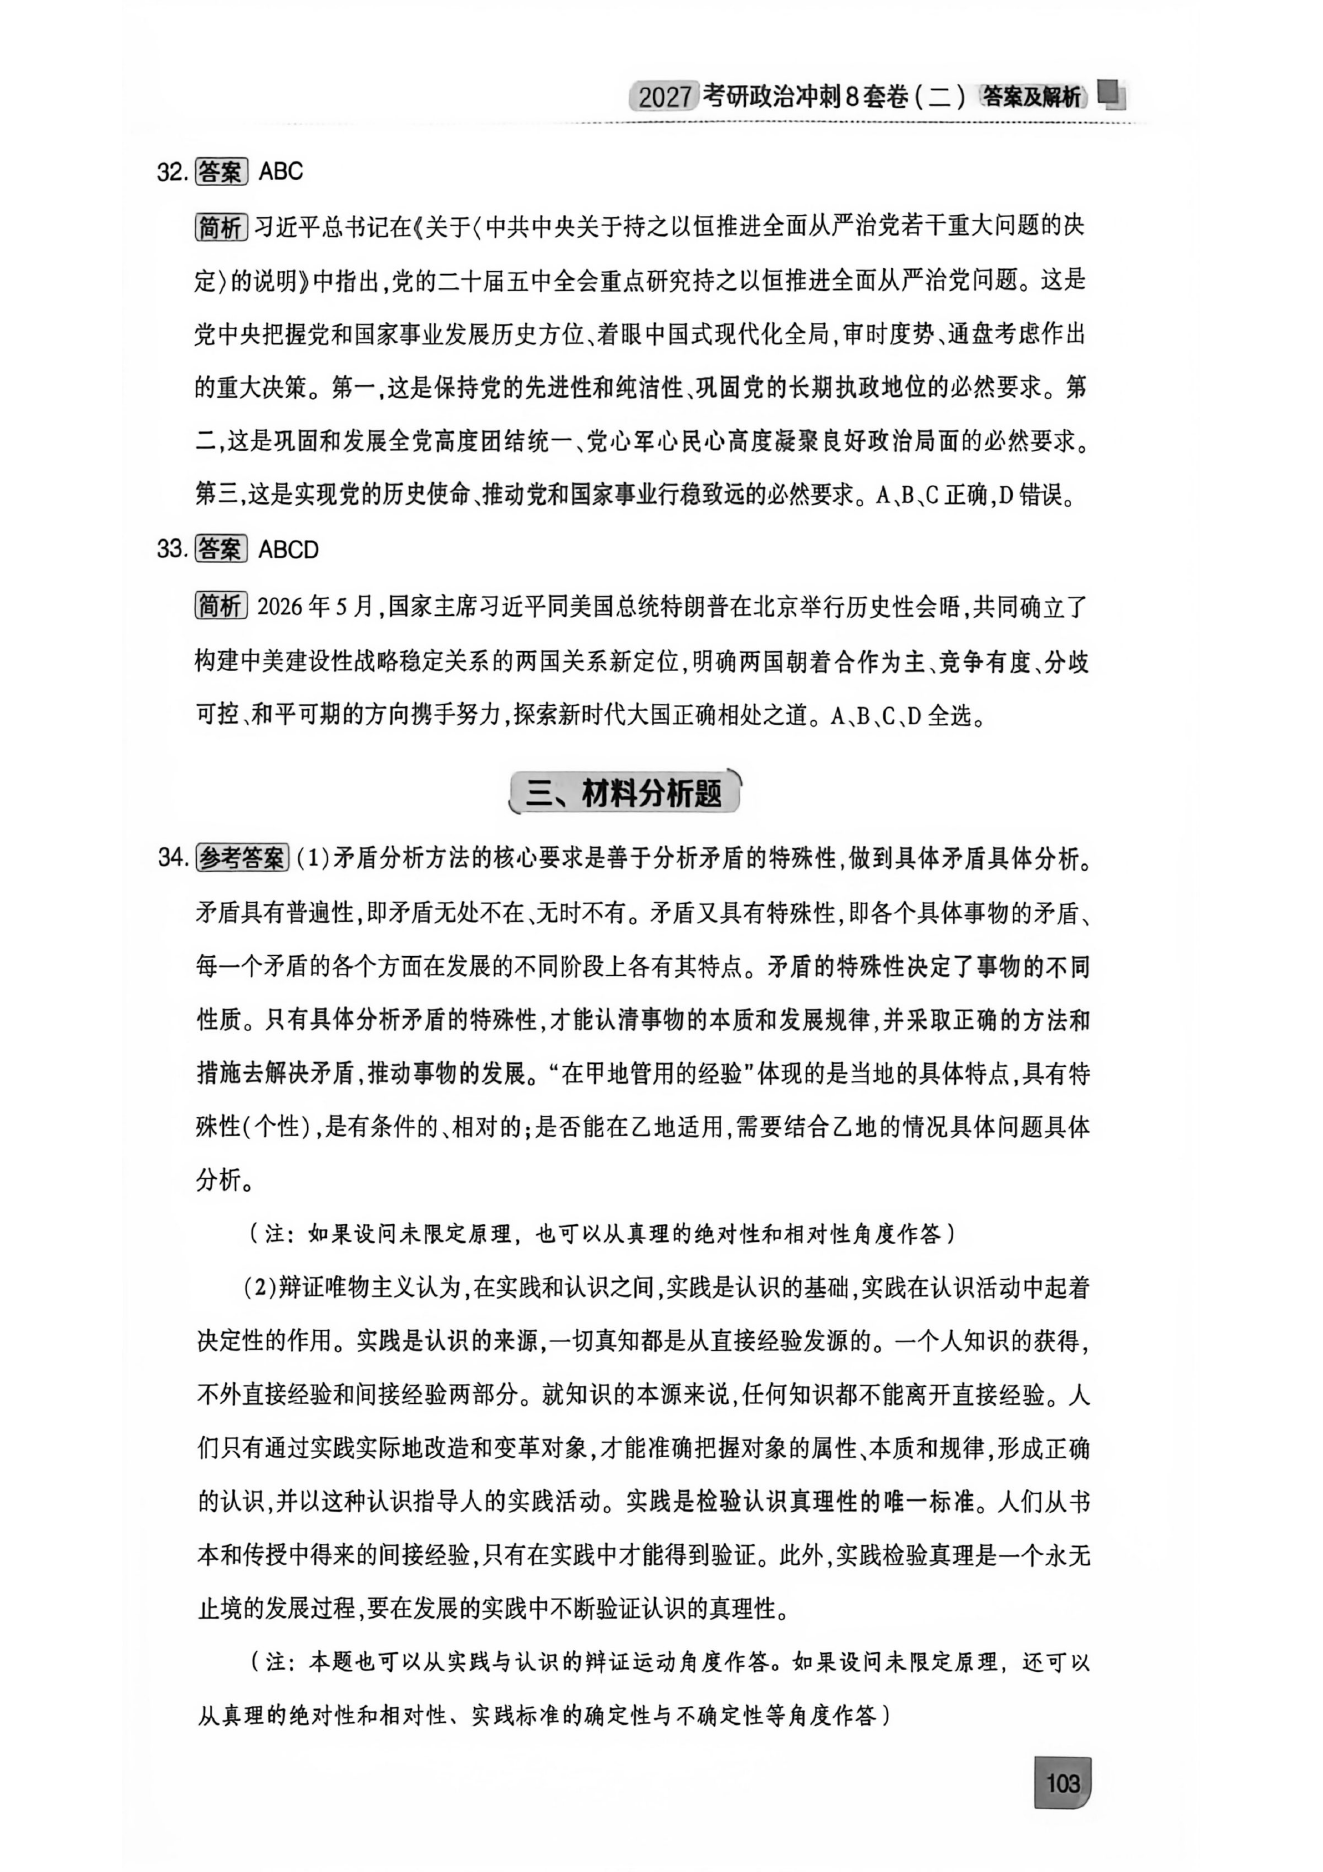 2027 考研政治冲刺8套卷(二) 答案及解析
32. 答案 ABC
简析 习近平总书记在《关于〈中共中央关于持之以恒推进全面从严治党若干重大问题的决
定〉的说明》中指出,党的二十届五中全会重点研究持之以恒推进全面从严治党问题。这是
党中央把握党和国家事业发展历史方位、着眼中国式现代化全局,审时度势、通盘考虑作出
的重大决策。第一,这是保持党的先进性和纯洁性、巩固党的长期执政地位的必然要求。第
二,这是巩固和发展全党高度团结统一、党心军心民心高度凝聚良好政治局面的必然要求。
第三,这是实现党的历史使命、推动党和国家事业行稳致远的必然要求。A、B、C正确,D错误。
33. 答案 ABCD
简析 2026年5月,国家主席习近平同美国总统特朗普在北京举行历史性会晤,共同确立了
构建中美建设性战略稳定关系的两国关系新定位,明确两国朝着合作为主、竞争有度、分歧
可控、和平可期的方向携手努力,探索新时代大国正确相处之道。A、B、C、D全选。
三、材料分析题
34. 参考答案 (1)矛盾分析方法的核心要求是善于分析矛盾的特殊性,做到具体矛盾具体分析。
矛盾具有普遍性,即矛盾无处不在、无时不有。矛盾又具有特殊性,即各个具体事物的矛盾、
每一个矛盾的各个方面在发展的不同阶段上各有其特点。矛盾的特殊性决定了事物的不同
性质。只有具体分析矛盾的特殊性,才能认清事物的本质和发展规律,并采取正确的方法和
措施去解决矛盾,推动事物的发展。“在甲地管用的经验”体现的是当地的具体特点,具有特
殊性(个性),是有条件的、相对的;是否能在乙地适用,需要结合乙地的情况具体问题具体
分析。
(注:如果设问未限定原理,也可以从真理的绝对性和相对性角度作答)
(2)辩证唯物主义认为,在实践和认识之间,实践是认识的基础,实践在认识活动中起着
决定性的作用。实践是认识的来源,一切真知都是从直接经验发源的。一个人知识的获得,
不外直接经验和间接经验两部分。就知识的本源来说,任何知识都不能离开直接经验。人
们只有通过实践实际地改造和变革对象,才能准确把握对象的属性、本质和规律,形成正确
的认识,并以这种认识指导人的实践活动。实践是检验认识真理性的唯一标准。人们从书
本和传授中得来的间接经验,只有在实践中才能得到验证。此外,实践检验真理是一个永无
止境的发展过程,要在发展的实践中不断验证认识的真理性。
(注:本题也可以从实践与认识的辩证运动角度作答。如果设问未限定原理,还可以
从真理的绝对性和相对性、实践标准的确定性与不确定性等角度作答)
103